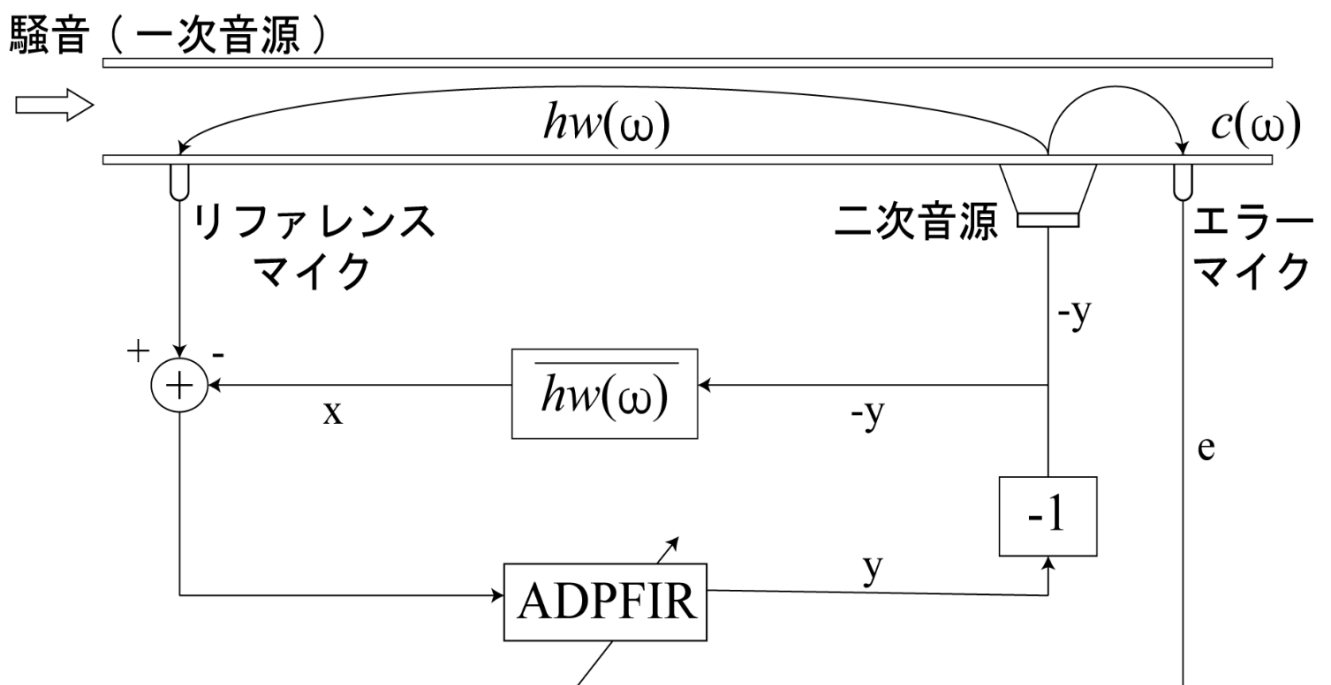 騒音 ( 一次音源 )
hw(ω)
c(ω)
リファレンス
マイク
二次音源
エラー
マイク
-y
+
-
+
x
hw(ω)
-y
e
-1
ADPFIR
y